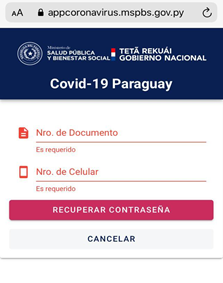 AA appcoronavirus.mspbs.gov.py
Ministerio de
SALUD PÚBLICA
Y BIENESTAR SOCIAL
TETÃ REKUÁI
GOBIERNO NACIONAL
Covid-19 Paraguay
Nro. de Documento
Es requerido
Nro. de Celular
Es requerido
RECUPERAR CONTRASEÑA
CANCELAR